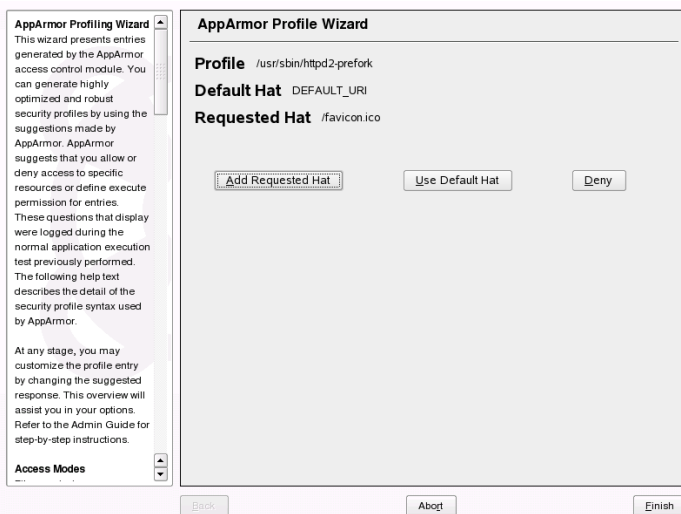 AppArmor Profiling Wizard
This wizard presents entries
generated by the AppArmor
access control module. You
can generate highly
optimized and robust
security profiles by using the
suggestions made by
AppArmor. AppArmor
suggests that you allow or
deny access to specific
resources or define execute
permission for entries.
These questions that display
were logged during the
normal application execution
test previously performed.
The following help text
describes the detail of the
security profile syntax used
by AppArmor.
At any stage, you may
customize the profile entry
by changing the suggested
response. This overview will
assist you in your options.
Refer to the Admin Guide for
step-by-step instructions.
Access Modes
AppArmor Profile Wizard
Profile /usr/sbin/httpd2-prefork
Default Hat DEFAULT_URI
Requested Hat /favicon.ico
Add Requested Hat Use Default Hat Deny
Back Abort Finish